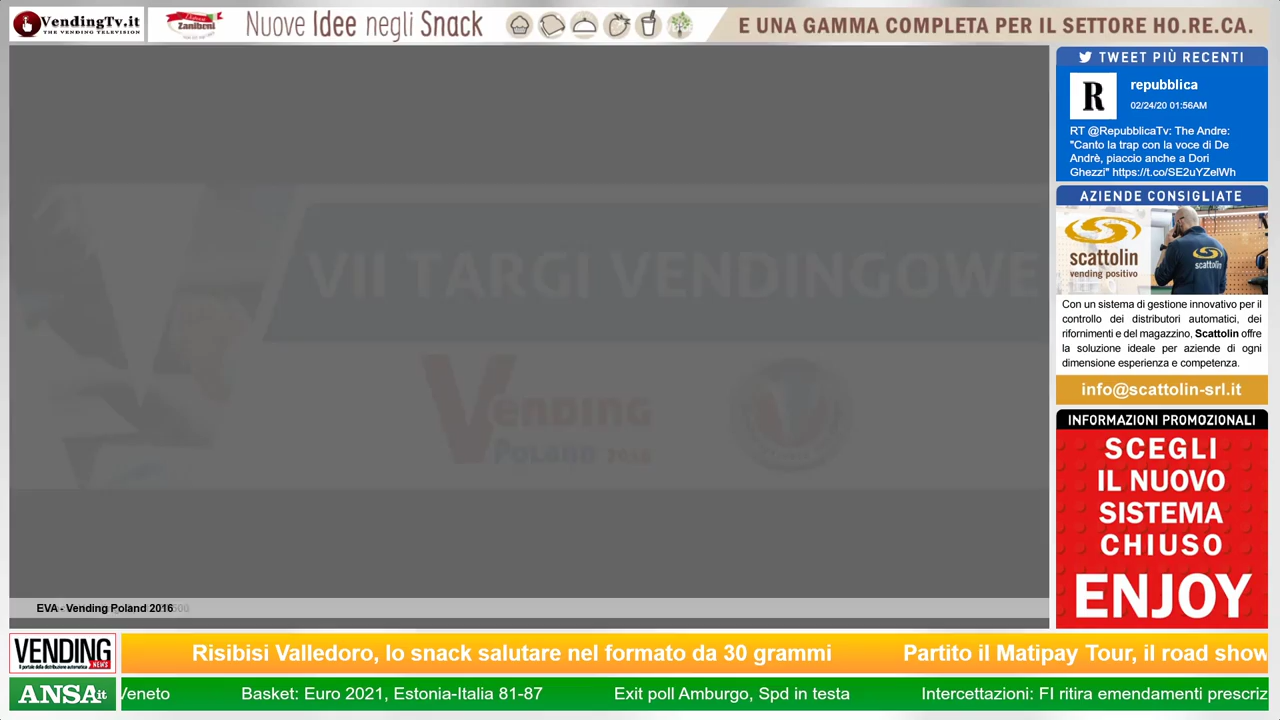 VendingTv.it
THE VENDING TELEVISION
Zaniboni
Nuove Idee negli Snack
E UNA GAMMA COMPLETA PER IL SETTORE HO.RE.CA.
TWEET PIÙ RECENTI
R
repubblica
02/24/20 01:56AM
RT @RepubblicaTv: The Andre:
"Canto la trap con la voce di De
Andrè, piaccio anche a Dori
Ghezzi" https://t.co/SE2uYZelWh
AZIENDE CONSIGLIATE
scattolin
vending positivo
scattolin
Con un sistema di gestione innovativo per il
controllo dei distributori automatici, dei
rifornimenti e del magazzino, Scattolin offre
la soluzione ideale per aziende di ogni
dimensione esperienza e competenza.
info@scattolin-srl.it
INFORMAZIONI PROMOZIONALI
SCEGLI
IL NUOVO
SISTEMA
CHIUSO
ENJOY
Vending
Poland 2016
EVA - Vending Poland 2016
VENDING
NEWS
Il portale della distribuzione automatica
Risibisi Valledoro, lo snack salutare nel formato da 30 grammi
Partito il Matipay Tour, il road show
ANSA.it
Veneto
Basket: Euro 2021, Estonia-Italia 81-87
Exit poll Amburgo, Spd in testa
Intercettazioni: FI ritira emendamenti prescriz